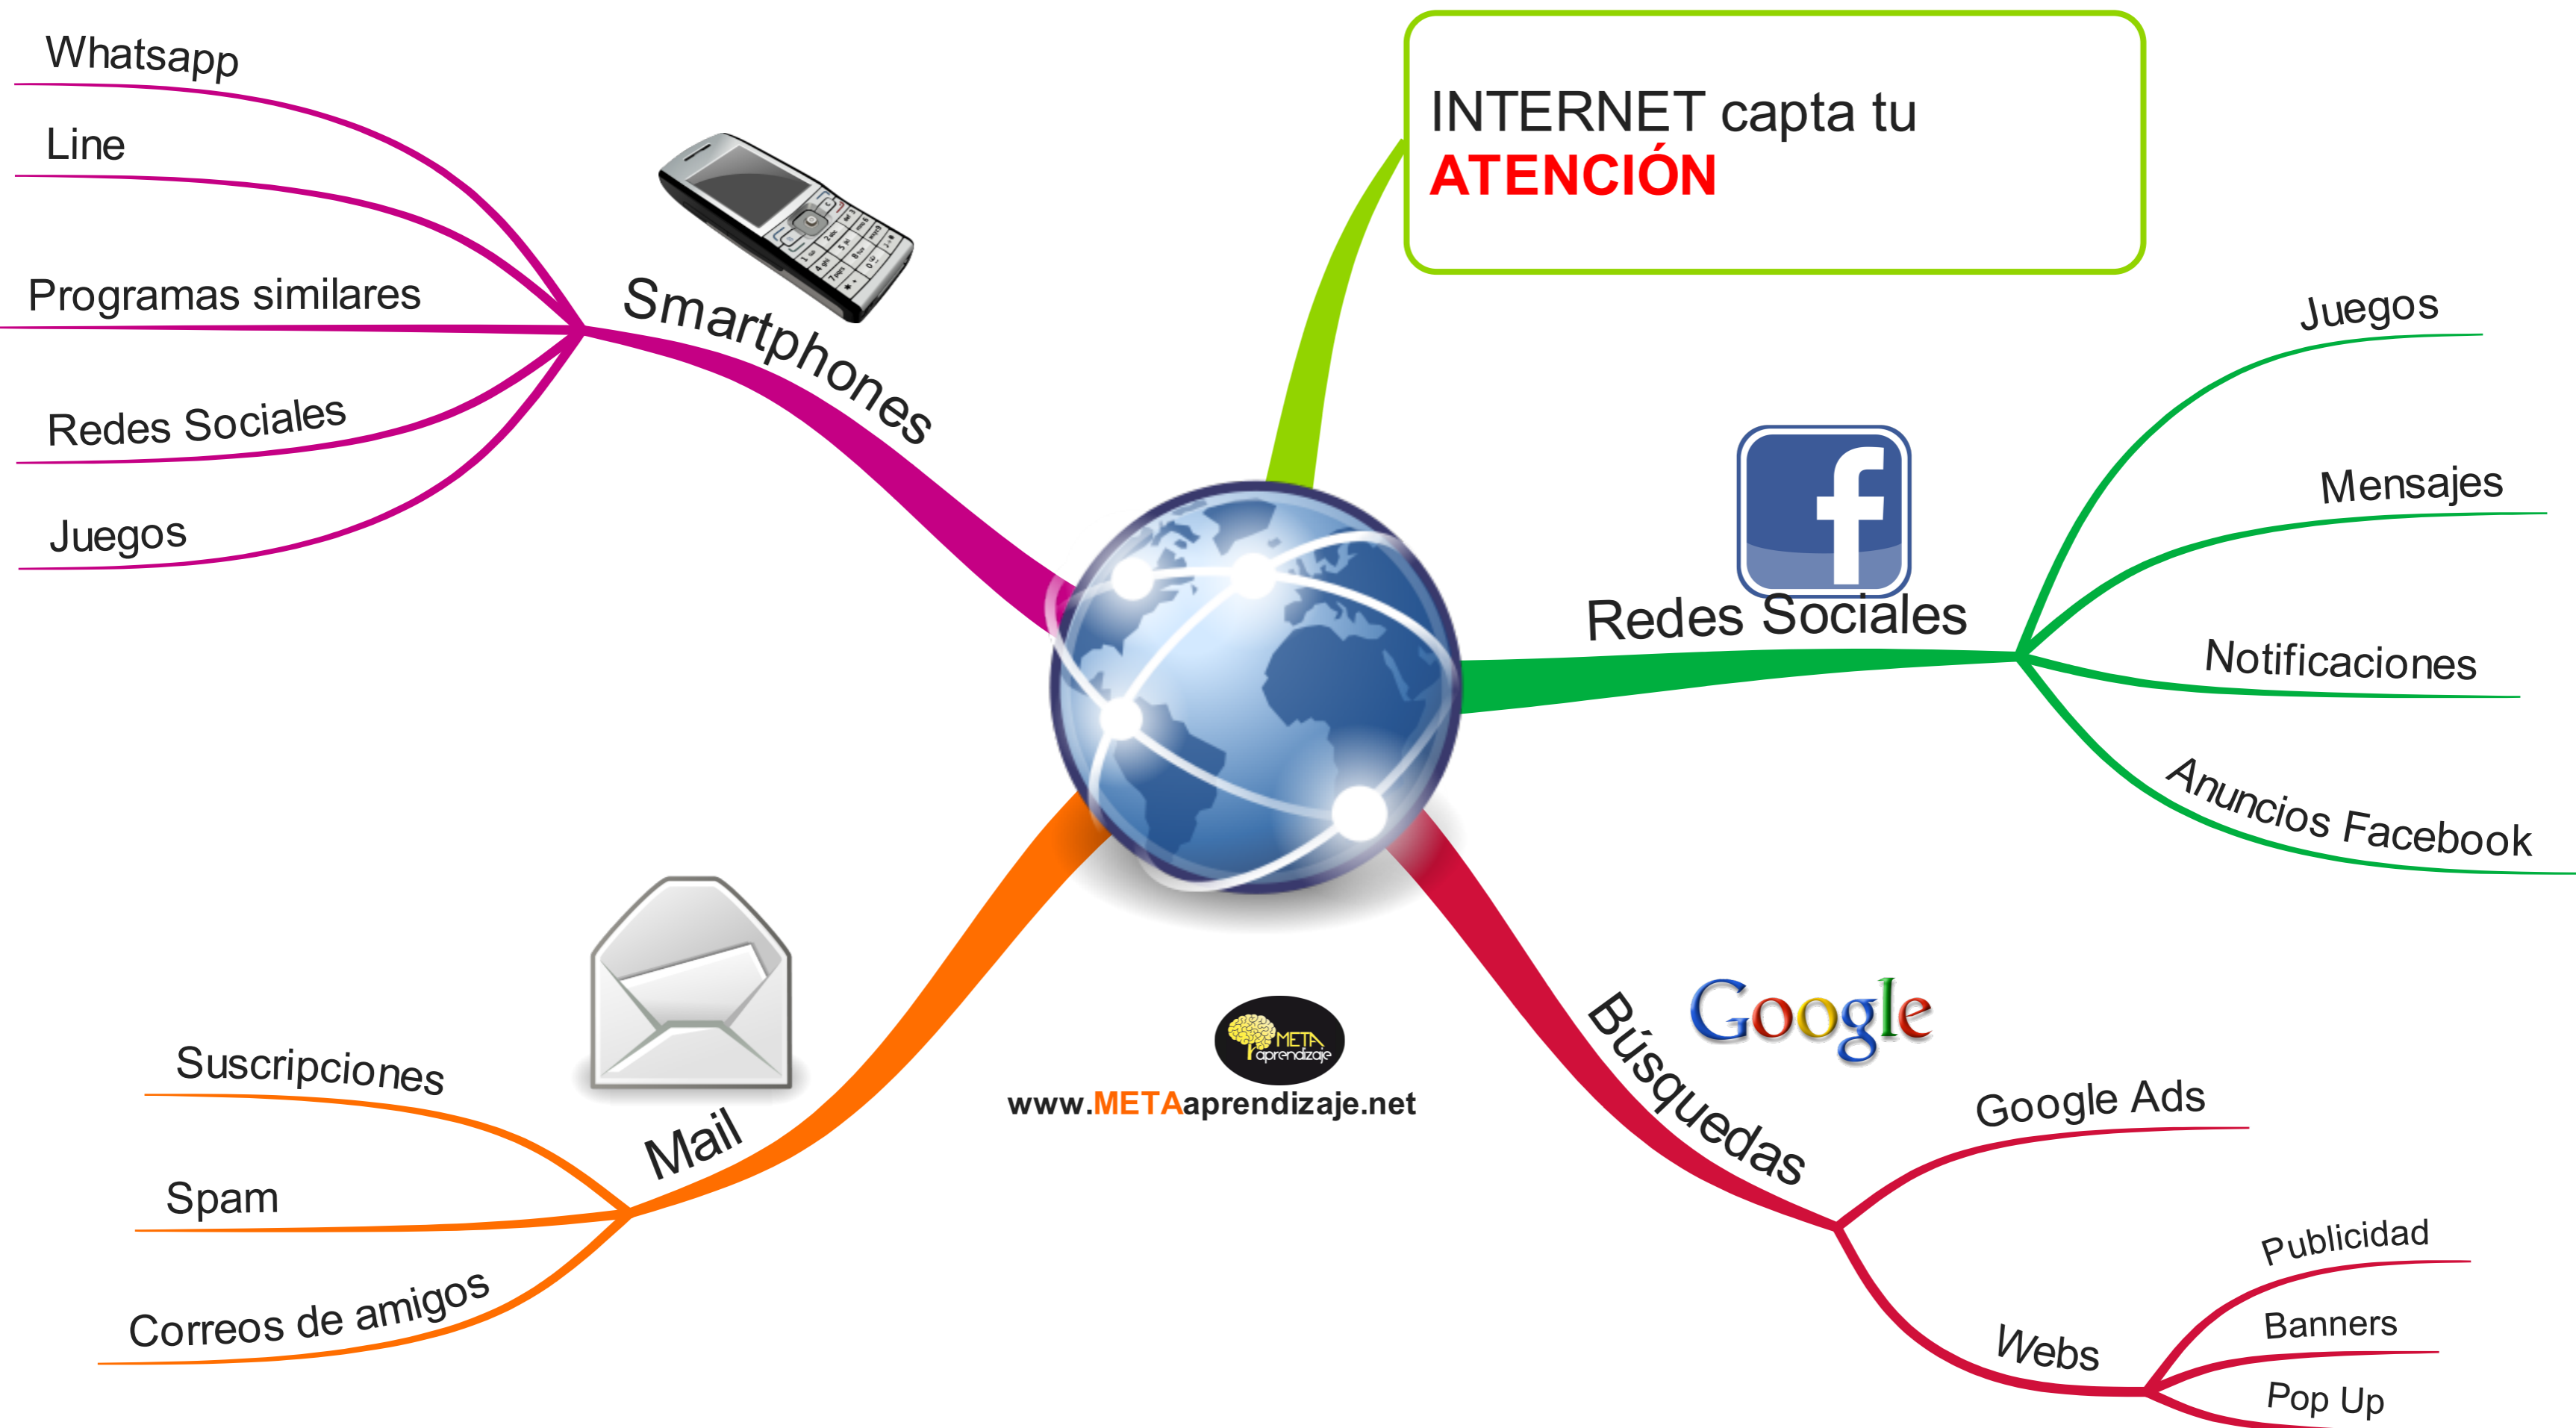 INTERNET capta tu
ATENCIÓN
Whatsapp
Line
Programas similares
Redes Sociales
Juegos
Smartphones
Redes Sociales
Juegos
Mensajes
Notificaciones
Anuncios Facebook
Búsquedas
Google
Google Ads
Webs
Publicidad
Banners
Pop Up
Mail
Suscripciones
Spam
Correos de amigos
META
aprendizaje
www.METAaprendizaje.net